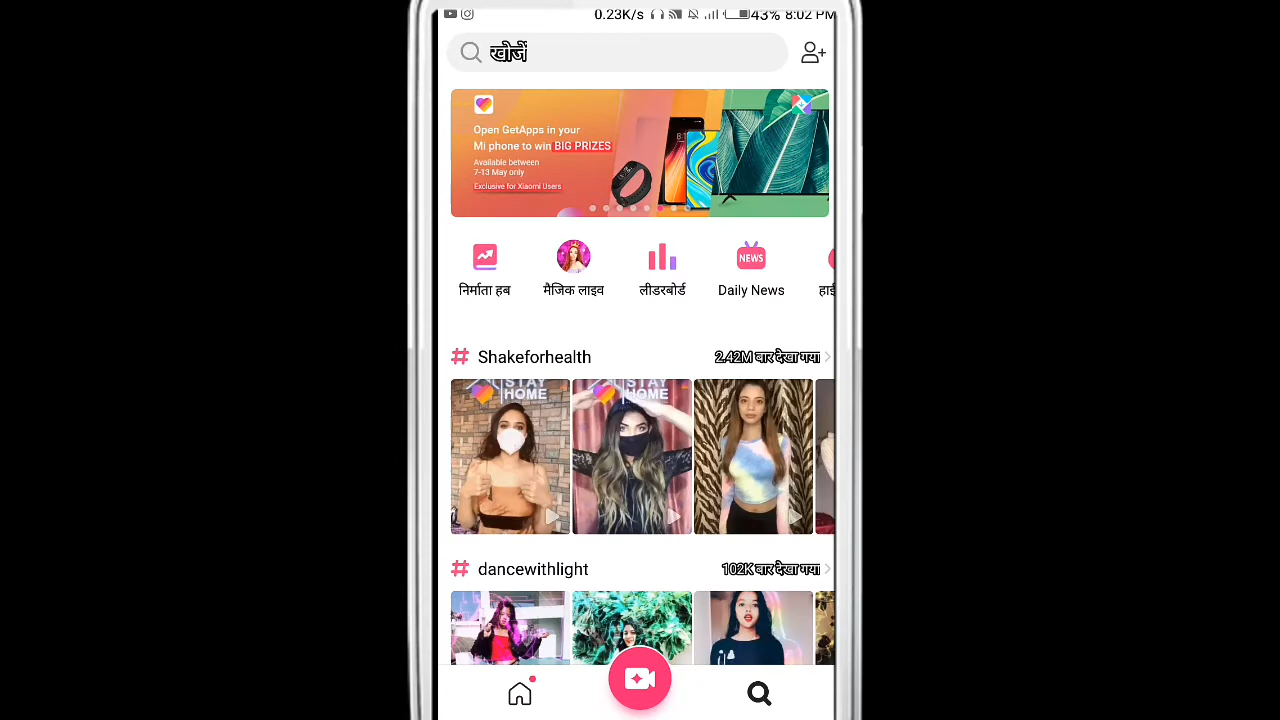 0.23K/s 43% 8:02 PM
खोजें
Open GetApps in your
Mi phone to win BIG PRIZES
Available between
7-13 May only
Exclusive for Xiaomi Users
NEWS
निर्माता हब मैजिक लाइव लीडरबोर्ड Daily News हाई
# Shakeforhealth 2.42M बार देखा गया
STAY HOME STAY HOME
# dancewithlight 102K बार देखा गया